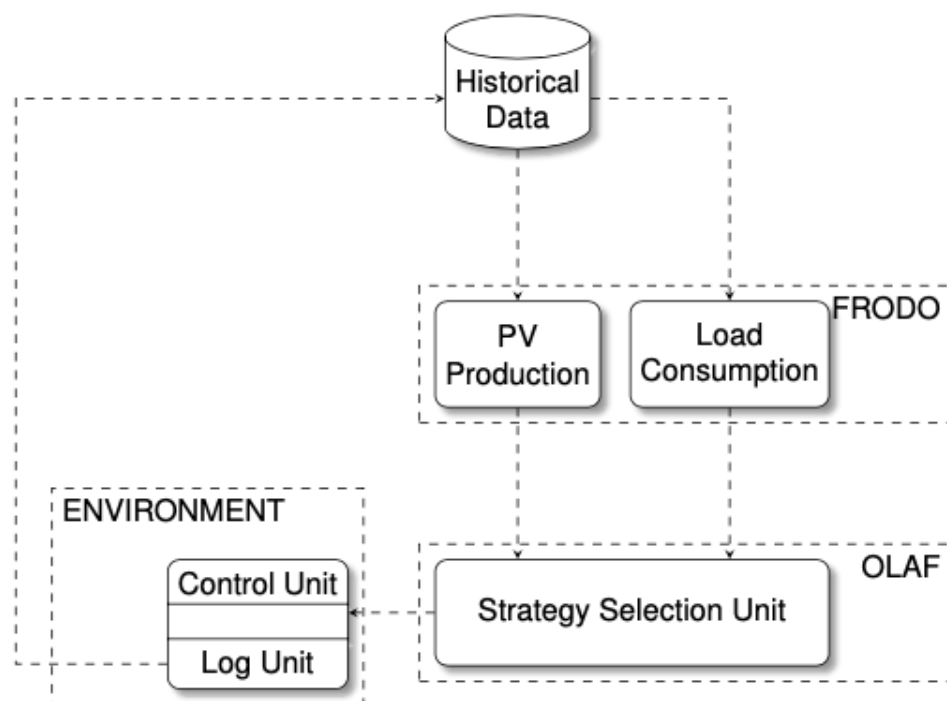 Historical
Data
FRODO
PV
Production
Load
Consumption
ENVIRONMENT
OLAF
Control Unit
Strategy Selection Unit
Log Unit